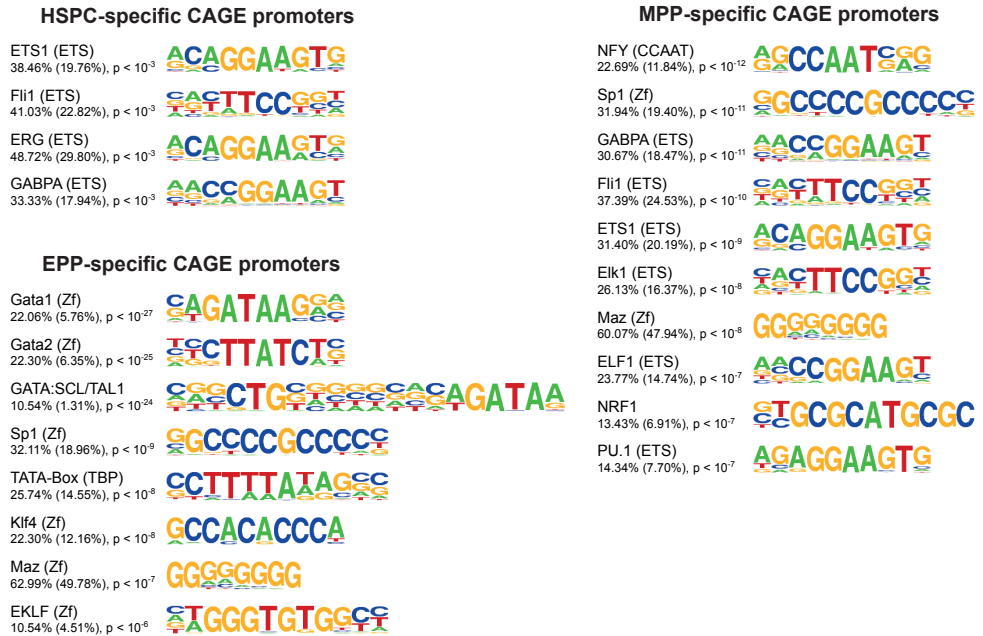 HSPC-specific CAGE promoters
ETS1 (ETS)
38.46% (19.76%), p < 10-3
Fli1 (ETS)
41.03% (22.82%), p < 10-3
ERG (ETS)
48.72% (29.80%), p < 10-3
GABPA (ETS)
33.33% (17.94%), p < 10-3
EPP-specific CAGE promoters
Gata1 (Zf)
22.06% (5.76%), p < 10-27
Gata2 (Zf)
22.30% (6.35%), p < 10-25
GATA:SCL/TAL1
10.54% (1.31%), p < 10-24
Sp1 (Zf)
32.11% (18.96%), p < 10-9
TATA-Box (TBP)
25.74% (14.55%), p < 10-8
Klf4 (Zf)
22.30% (12.16%), p < 10-8
Maz (Zf)
62.99% (49.78%), p < 10-7
EKLF (Zf)
10.54% (4.51%), p < 10-6
MPP-specific CAGE promoters
NFY (CCAAT)
22.69% (11.84%), p < 10-12
Sp1 (Zf)
31.94% (19.40%), p < 10-11
GABPA (ETS)
30.67% (18.47%), p < 10-11
Fli1 (ETS)
37.39% (24.53%), p < 10-10
ETS1 (ETS)
31.40% (20.19%), p < 10-9
Elk1 (ETS)
26.13% (16.37%), p < 10-8
Maz (Zf)
60.07% (47.94%), p < 10-8
ELF1 (ETS)
23.77% (14.74%), p < 10-7
NRF1
13.43% (6.91%), p < 10-7
PU.1 (ETS)
14.34% (7.70%), p < 10-7